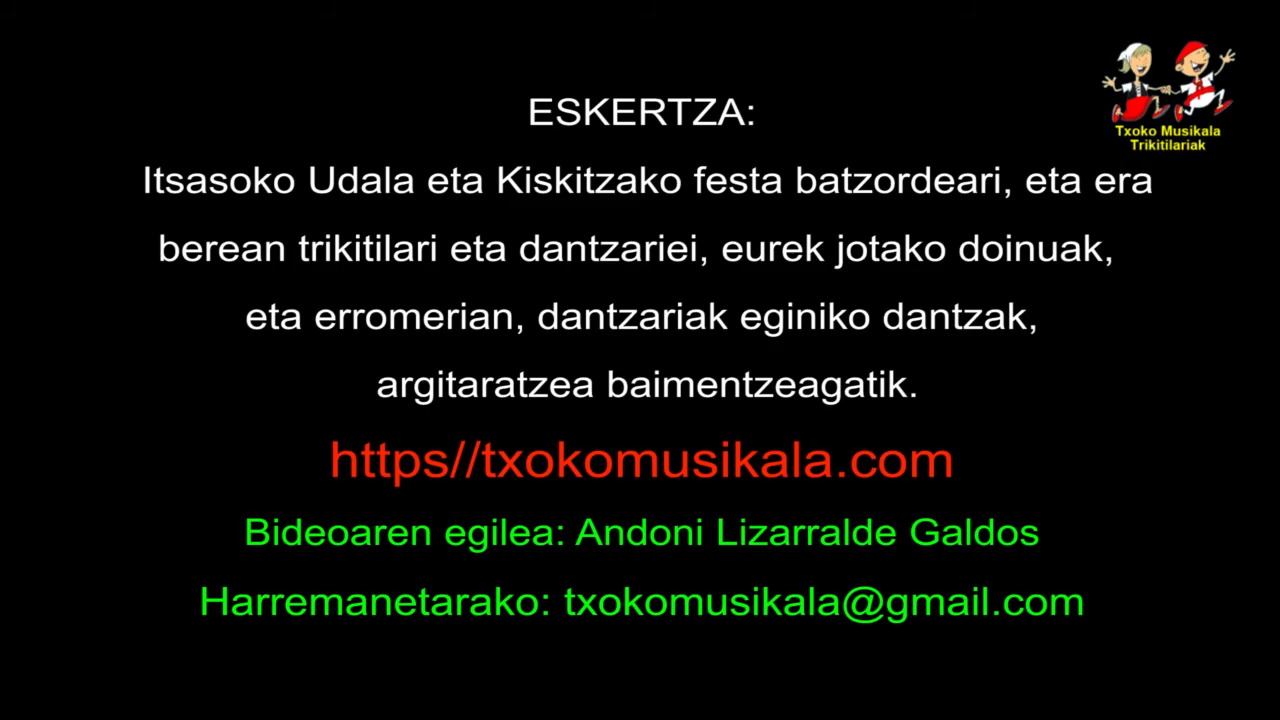 Txoko Musikala
Trikitilariak
ESKERTZA:
Itsasoko Udala eta Kiskitzako festa batzordeari, eta era
berean trikitilari eta dantzariei, eurek jotako doinuak,
eta erromerian, dantzariak eginiko dantzak,
argitaratzea baimentzeagatik.
https//txokomusikala.com
Bideoaren egilea: Andoni Lizarralde Galdos
Harremanetarako: txokomusikala@gmail.com